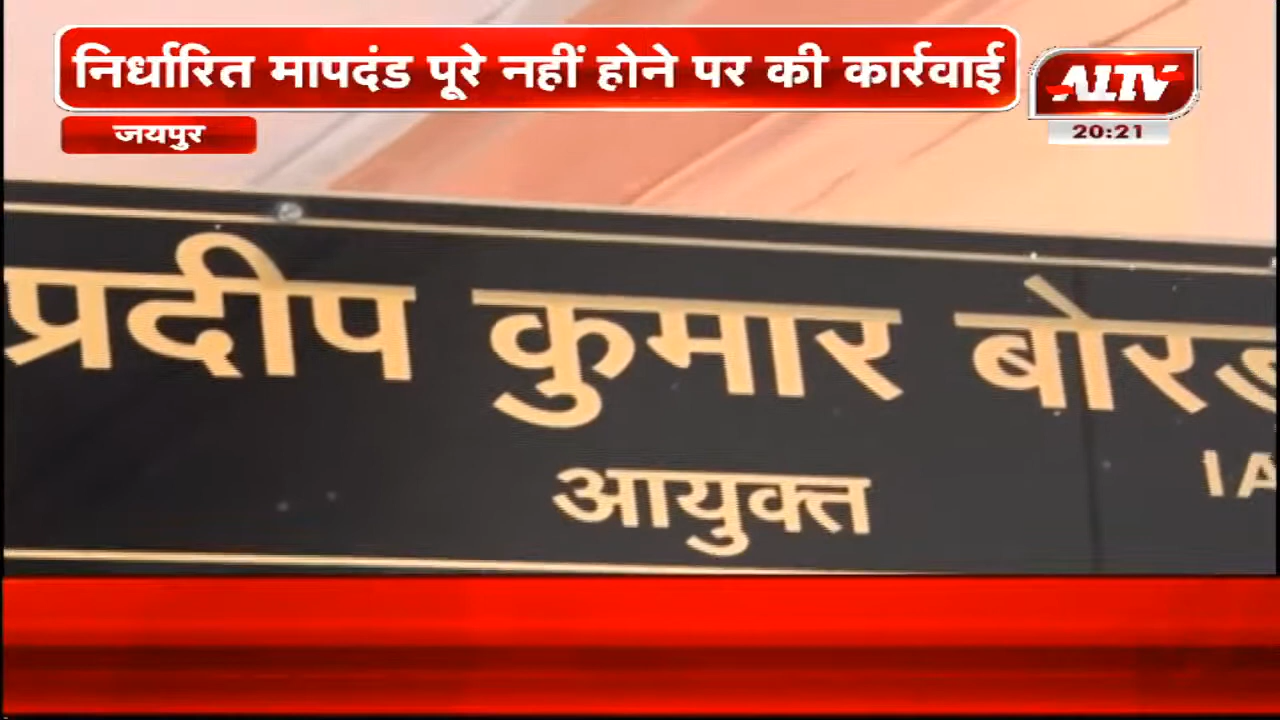 निर्धारित मापदंड पूरे नहीं होने पर की कार्रवाई
ALTV
20:21
जयपुर
प्रदीप कुमार
आयुक्त